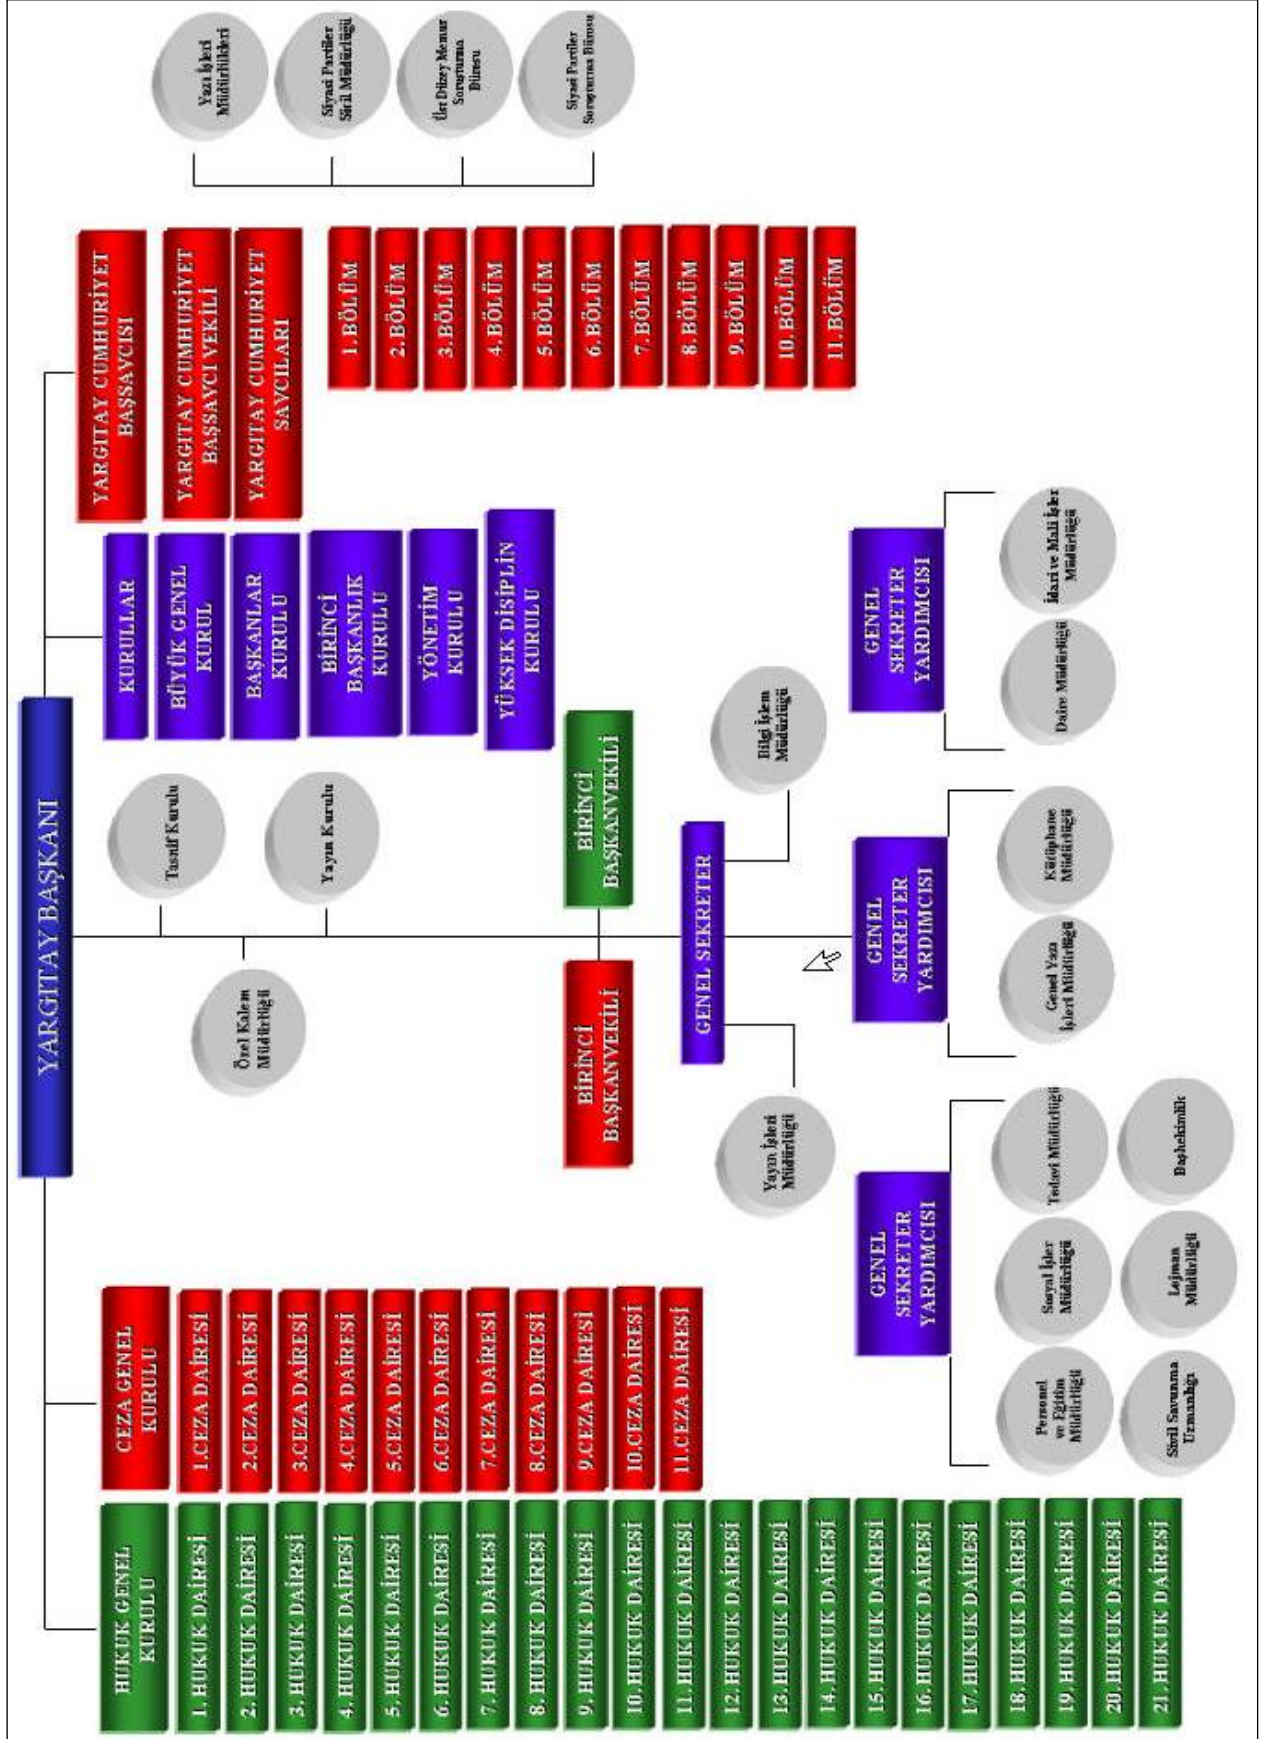 YARGITAY BAŞKANI
HUKUK GENEL
KURULU
1. HUKUK DAİRESİ
2. HUKUK DAİRESİ
3. HUKUK DAİRESİ
4. HUKUK DAİRESİ
5. HUKUK DAİRESİ
6. HUKUK DAİRESİ
7. HUKUK DAİRESİ
8. HUKUK DAİRESİ
9. HUKUK DAİRESİ
10. HUKUK DAİRESİ
11. HUKUK DAİRESİ
12. HUKUK DAİRESİ
13. HUKUK DAİRESİ
14. HUKUK DAİRESİ
15. HUKUK DAİRESİ
16. HUKUK DAİRESİ
17. HUKUK DAİRESİ
18 HUKUK DAİRESİ
19. HUKUK DAİRESİ
20 HUKUK DAİRESİ
21. HUKUK DAİRESİ
CEZA GENEL
KURULU
1.CEZA DAİRESİ
2.CEZA DAİRESİ
3.CEZA DAİRESİ
4.CEZA DAİRESİ
5.CEZA DAİRESİ
6.CEZA DAİRESİ
7.CEZA DAİRESİ
8.CEZA DAİRESİ
9.CEZA DAİRESİ
10.CEZA DAİRESİ
11.CEZA DAİRESİ
Özel Kalem
Müdürlüğü
Tasnif Kurulu
Yayın Kurulu
KURULLAR
BÜYÜK GENEL
KURUL
BAŞKANLAR
KURULU
BİRİNCİ
BAŞKANLIK
KURULU
YÖNETİM
KURULU
YÜKSEK DİSİPLİN
KURULU
YARGITAY CUMHURİYET
BAŞSAVCISI
YARGITAY CUMHURİYET
BAŞSAVCI VEKİLİ
YARGITAY CUMHURİYET
SAVCILARI
1. BÖLÜM
2. BÖLÜM
3. BÖLÜM
4. BÖLÜM
5. BÖLÜM
6. BÖLÜM
7. BÖLÜM
8. BÖLÜM
9. BÖLÜM
10. BÖLÜM
11. BÖLÜM
Yazı İşleri
Müdürlükleri
Siyasi Partiler
Sicil Müdürlüğü
Üst Düzey Memur
Soruşturma
Bürosu
Siyasi Partiler
Soruşturma Bürosu
BİRİNCİ
BAŞKANVEKİLİ
BİRİNCİ
BAŞKANVEKİLİ
GENEL SEKRETER
Yayın İşleri
Müdürlüğü
Bilgi İşlem
Müdürlüğü
GENEL
SEKRETER
YARDIMCISI
Personel
ve Eğitim
Müdürlüğü
Sosyal İşler
Müdürlüğü
Tedavi Müdürlüğü
Sivil Savunma
Uzmanlığı
Lojman
Müdürlüğü
Başhekimlik
GENEL
SEKRETER
YARDIMCISI
Genel Yazı
İşleri Müdürlüğü
Kütüphane
Müdürlüğü
GENEL
SEKRETER
YARDIMCISI
Daire Müdürlüğü
İdari ve Mali İşler
Müdürlüğü